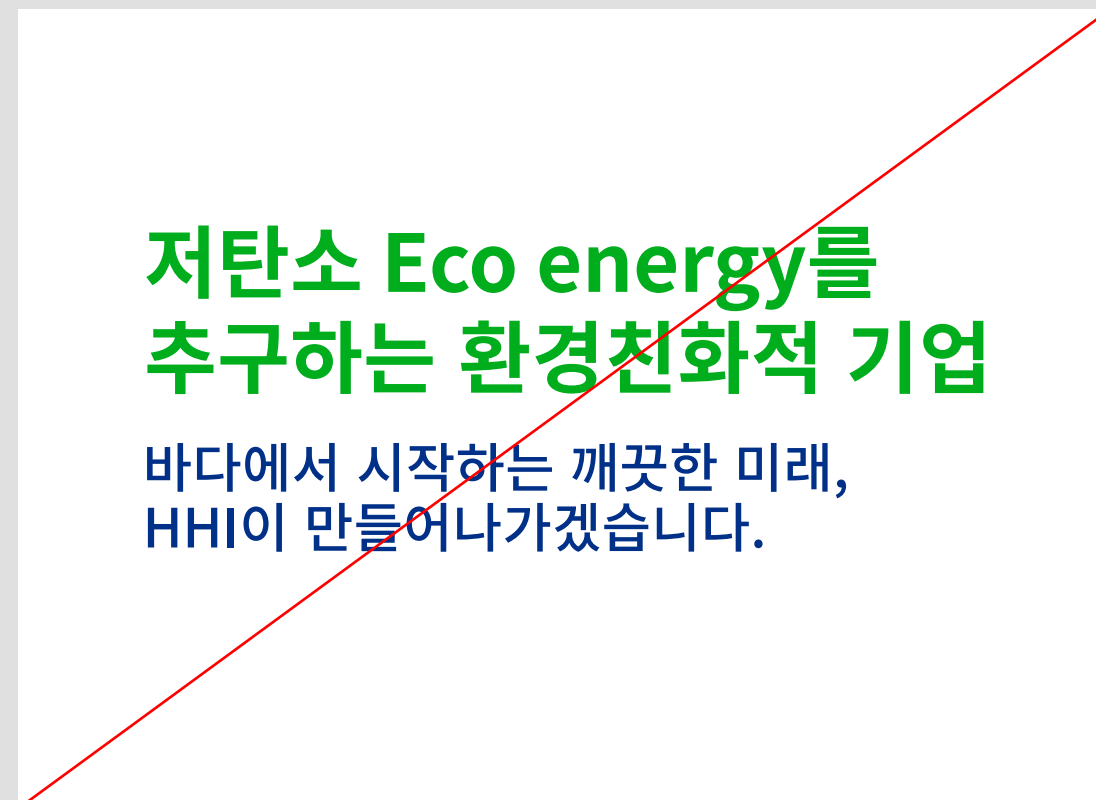 저탄소 Eco energy를
추구하는 환경친화적 기업
바다에서 시작하는 깨끗한 미래,
HHI이 만들어나가겠습니다.